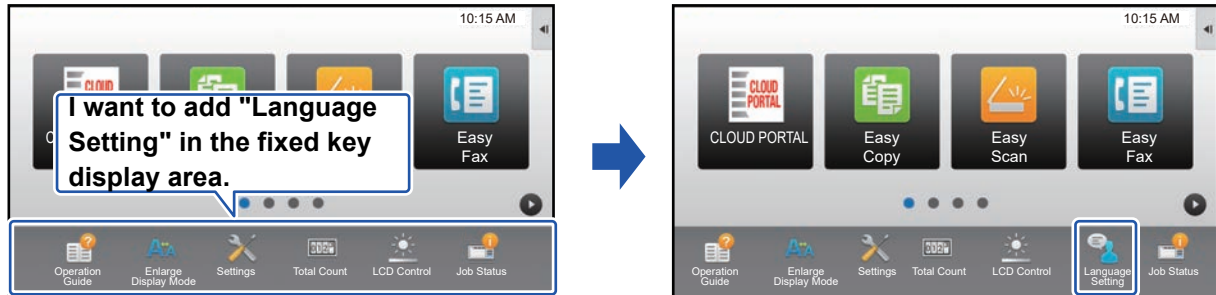 10:15 AM
CLOUD
I want to add "Language
Setting" in the fixed key
display area.
Easy
Fax
Operation
Guide
Enlarge
Display Mode
Settings
Total Count
LCD Control
Job Status
10:15 AM
CLOUD
PORTAL
CLOUD PORTAL
Easy
Copy
Easy
Scan
Easy
Fax
Operation
Guide
Enlarge
Display Mode
Settings
Total Count
LCD Control
Language
Setting
Job Status